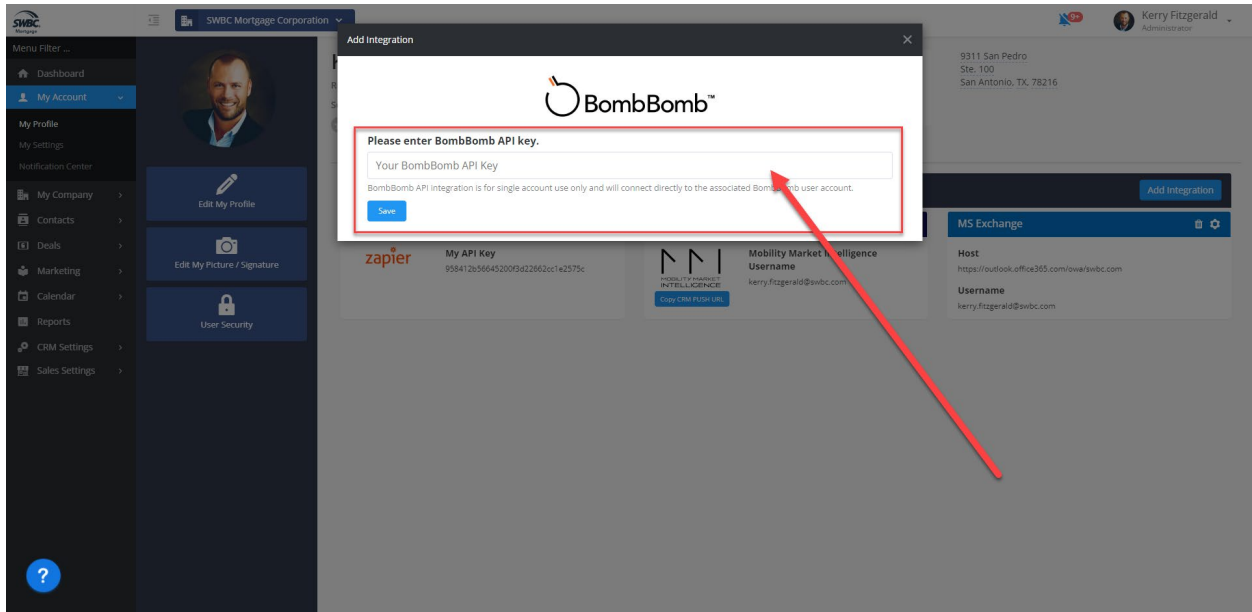 SWBC
Mortgage
SWBC Mortgage Corporation
9+
Kerry Fitzgerald
Administrator
Menu Filter ...
Dashboard
My Account
My Profile
My Settings
Notification Center
My Company
Contacts
Deals
Marketing
Calendar
Reports
CRM Settings
Sales Settings
Edit My Profile
Edit My Picture / Signature
User Security
Add Integration
BombBomb™
Please enter BombBomb API key.
Your BombBomb API Key
BombBomb API integration is for single account use only and will connect directly to the associated BombBomb user account.
Save
9311 San Pedro
Ste. 100
San Antonio, TX, 78216
Add Integration
zapier
My API Key
958412b56645200f3d22862cc1e2575c
MOBILITY MARKET
INTELLIGENCE
Copy CRM PUSH URL
Mobility Market Intelligence
Username
kerry.fitzgerald@swbc.com
MS Exchange
Host
https://outlook.office365.com/owa/swbc.com
Username
kerry.fitzgerald@swbc.com
?